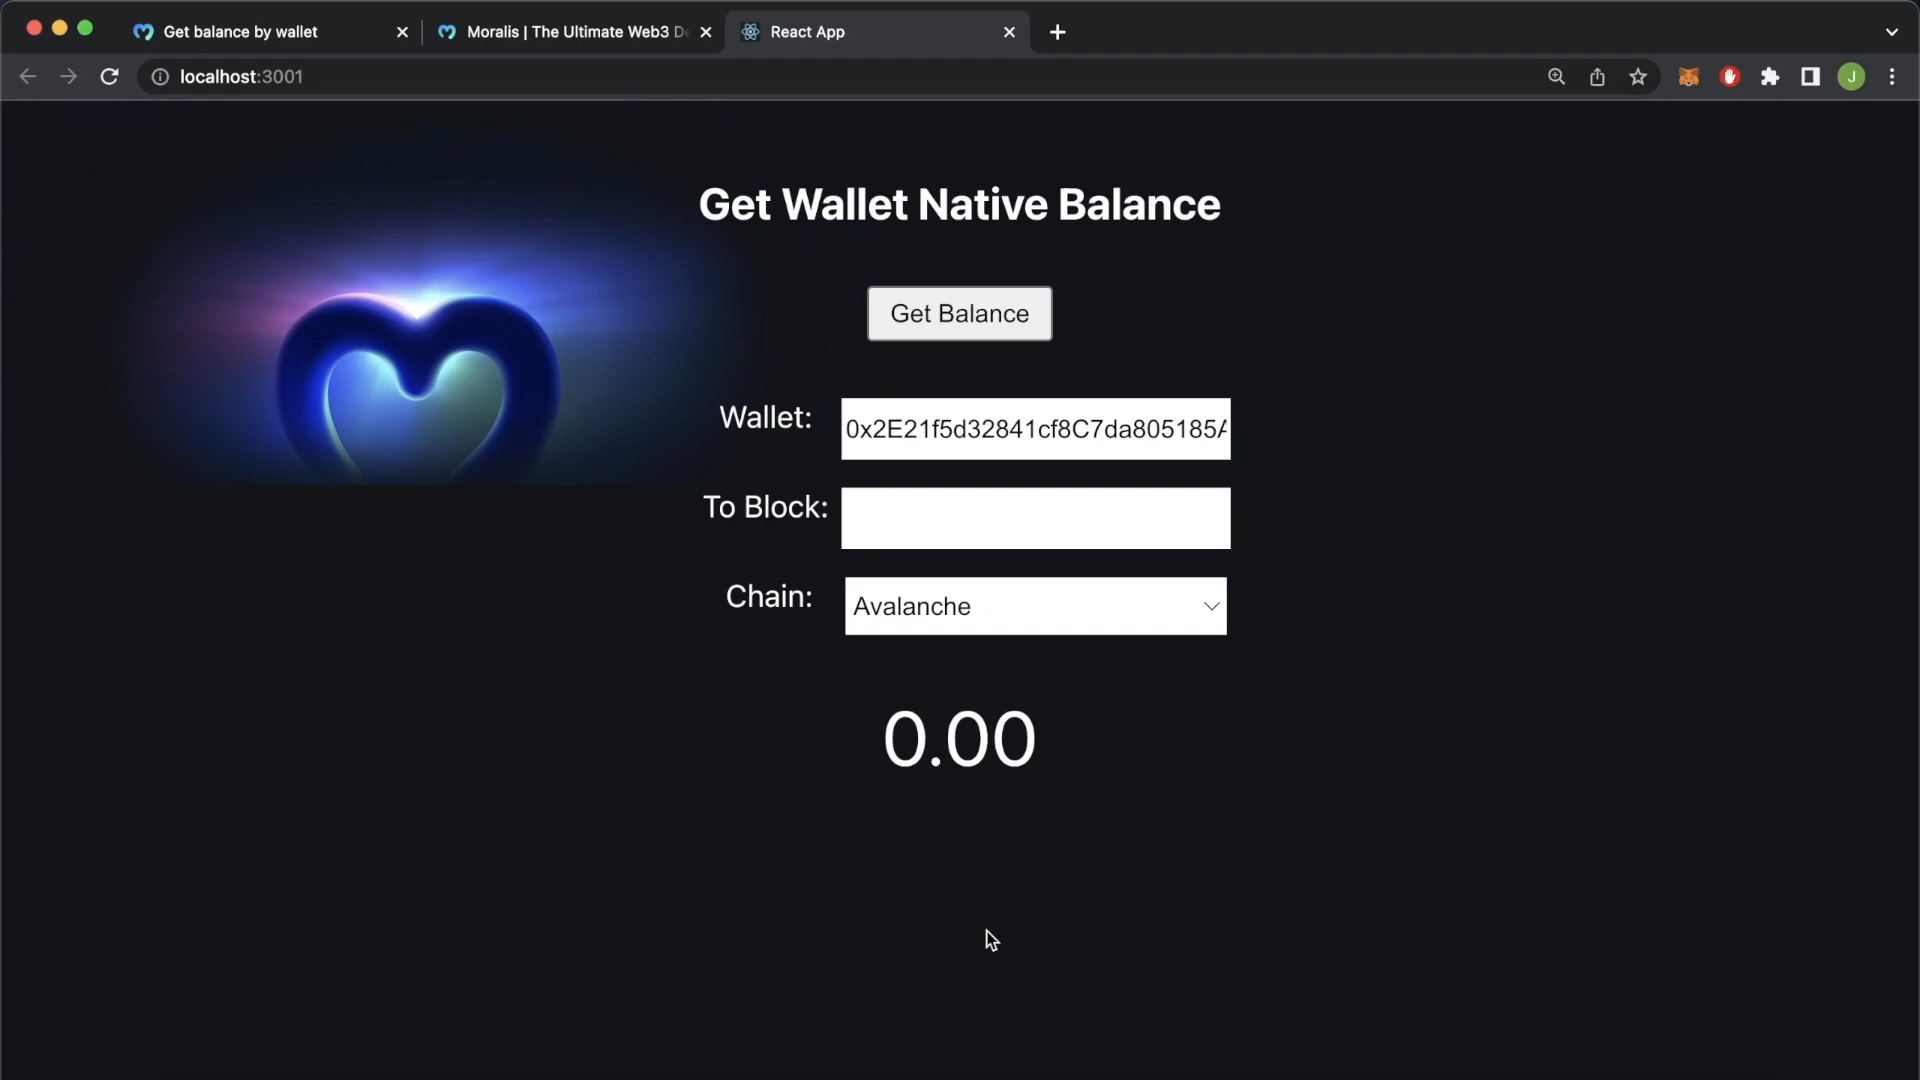 Get balance by wallet
Moralis | The Ultimate Web3 D
React App
localhost:3001
J
Get Wallet Native Balance
Get Balance
Wallet: 0x2E21f5d32841cf8C7da805185A
To Block:
Chain: Avalanche
0.00